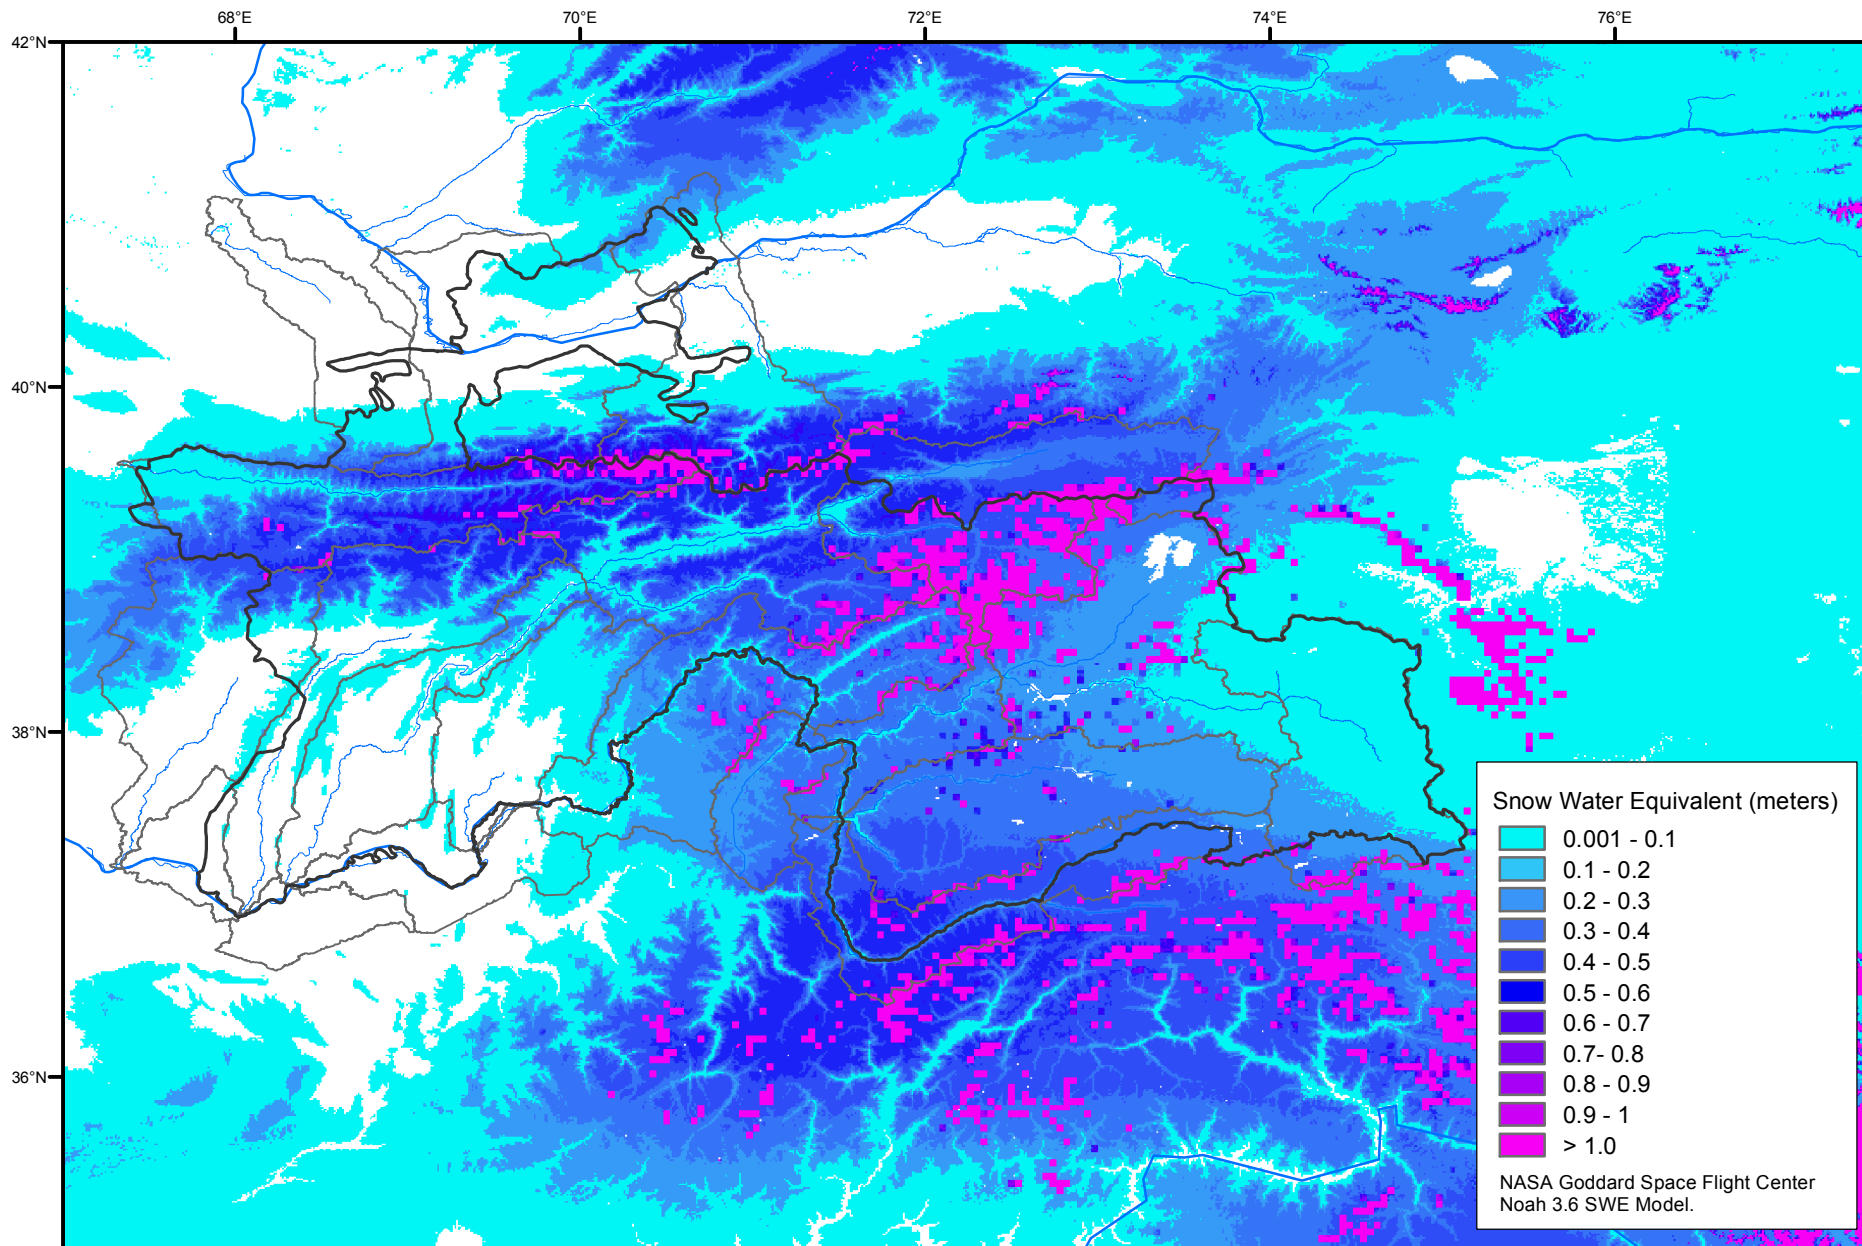 68°E
70°E
72°E
74°E
76°E
42°N
40°N
38°N
36°N
Snow Water Equivalent (meters)
0.001 - 0.1
0.1 - 0.2
0.2 - 0.3
0.3 - 0.4
0.4 - 0.5
0.5 - 0.6
0.6 - 0.7
0.7- 0.8
0.8 - 0.9
0.9 - 1
> 1.0
NASA Goddard Space Flight Center
Noah 3.6 SWE Model.